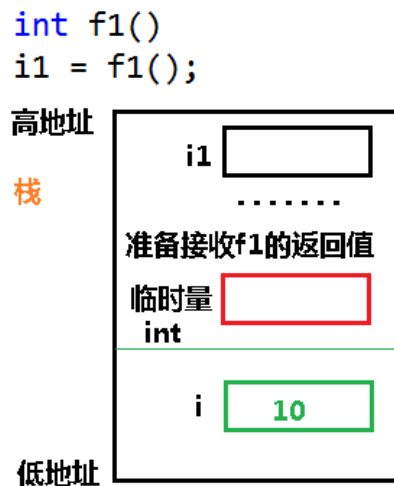 int f1()
i1 = f1();
高地址
i1
栈
.......
准备接收f1的返回值
临时量
int
i 10
低地址